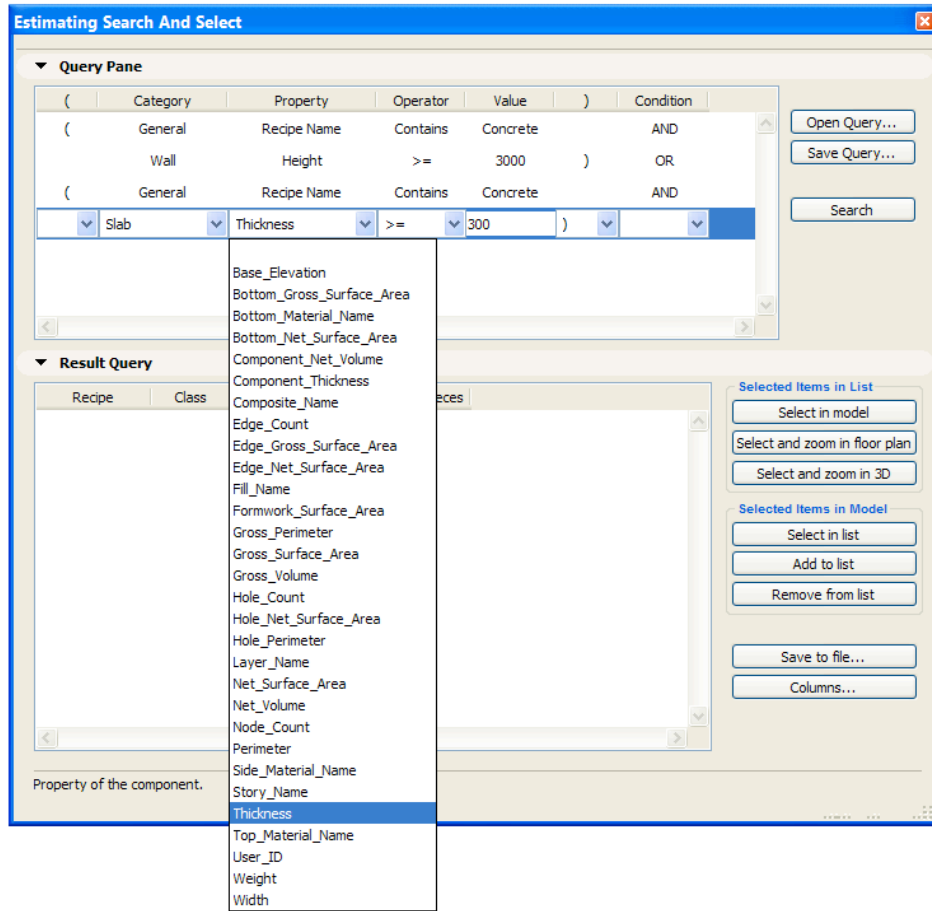 Estimating Search And Select
Query Pane
( Category Property Operator Value ) Condition
( General Recipe Name Contains Concrete AND
Wall Height >= 3000 ) OR
( General Recipe Name Contains Concrete AND
Slab Thickness >= 300 )
Open Query...
Save Query...
Search
Base_Elevation
Bottom_Gross_Surface_Area
Bottom_Material_Name
Bottom_Net_Surface_Area
Component_Net_Volume
Component_Thickness
Composite_Name
Edge_Count
Edge_Gross_Surface_Area
Edge_Net_Surface_Area
Fill_Name
Formwork_Surface_Area
Gross_Perimeter
Gross_Surface_Area
Gross_Volume
Hole_Count
Hole_Net_Surface_Area
Hole_Perimeter
Layer_Name
Net_Surface_Area
Net_Volume
Node_Count
Perimeter
Side_Material_Name
Story_Name
Thickness
Top_Material_Name
User_ID
Weight
Width
Result Query
Recipe Class eces
Selected Items in List
Select in model
Select and zoom in floor plan
Select and zoom in 3D
Selected Items in Model
Select in list
Add to list
Remove from list
Save to file...
Columns...
Property of the component.